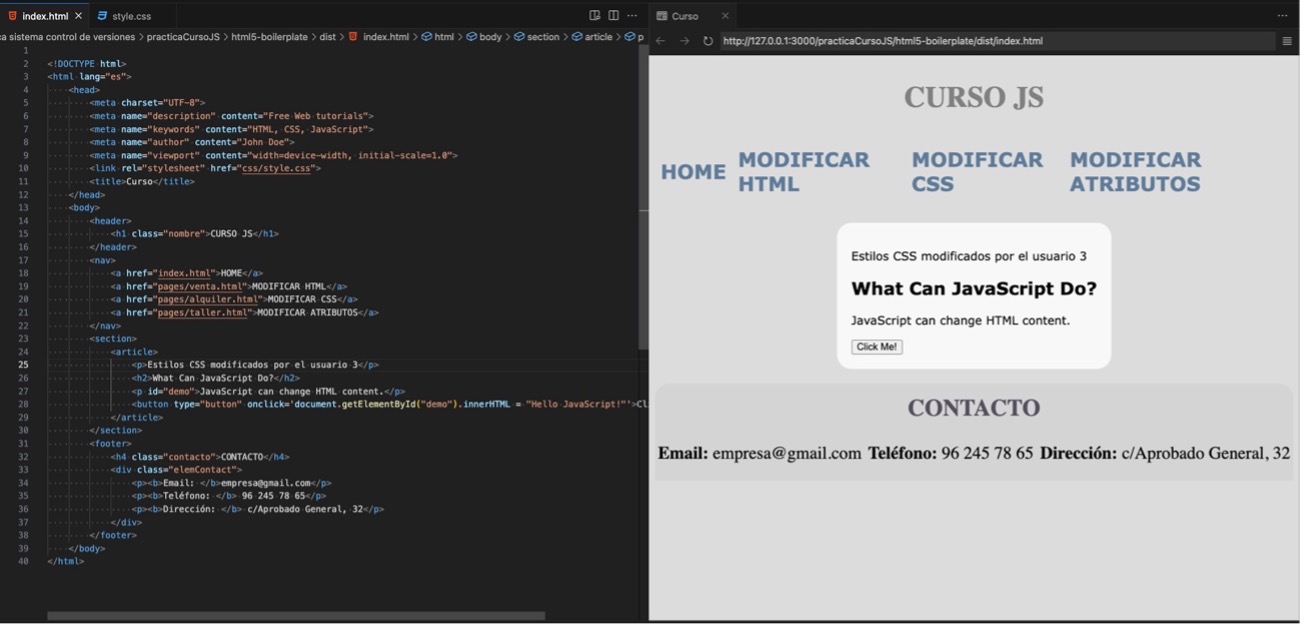 index.html
style.css
ca sistema control de versiones > practicaCursoJS > html5-boilerplate > dist > index.html > html > body > section > article > p
1
2 <!DOCTYPE html>
3 <html lang="es">
4 <head>
5 <meta charset="UTF-8">
6 <meta name="description" content="Free Web tutorials">
7 <meta name="keywords" content="HTML, CSS, JavaScript">
8 <meta name="author" content="John Doe">
9 <meta name="viewport" content="width=device-width, initial-scale=1.0">
10 <link rel="stylesheet" href="css/style.css">
11 <title>Curso</title>
12 </head>
13 <body>
14 <header>
15 <h1 class="nombre">CURSO JS</h1>
16 </header>
17 <nav>
18 <a href="index.html">HOME</a>
19 <a href="pages/venta.html">MODIFICAR HTML</a>
20 <a href="pages/alquiler.html">MODIFICAR CSS</a>
21 <a href="pages/taller.html">MODIFICAR ATRIBUTOS</a>
22 </nav>
23 <section>
24 <article>
25 <p>Estilos CSS modificados por el usuario 3</p>
26 <h2>What Can JavaScript Do?</h2>
27 <p id="demo">JavaScript can change HTML content.</p>
28 <button type="button" onclick='document.getElementById("demo").innerHTML = "Hello JavaScript!"'>Cl
29 </article>
30 </section>
31 <footer>
32 <h4 class="contacto">CONTACTO</h4>
33 <div class="elemContact">
34 <p><b>Email: </b>empresa@gmail.com</p>
35 <p><b>Teléfono: </b> 96 245 78 65</p>
36 <p><b>Dirección: </b> c/Aprobado General, 32</p>
37 </div>
38 </footer>
39 </body>
40 </html>
Curso
http://127.0.0.1:3000/practicaCursoJS/html5-boilerplate/dist/index.html
CURSO JS
HOME
MODIFICAR
HTML
MODIFICAR
CSS
MODIFICAR
ATRIBUTOS
Estilos CSS modificados por el usuario 3
What Can JavaScript Do?
JavaScript can change HTML content.
Click Me!
CONTACTO
Email: empresa@gmail.com Teléfono: 96 245 78 65 Dirección: c/Aprobado General, 32